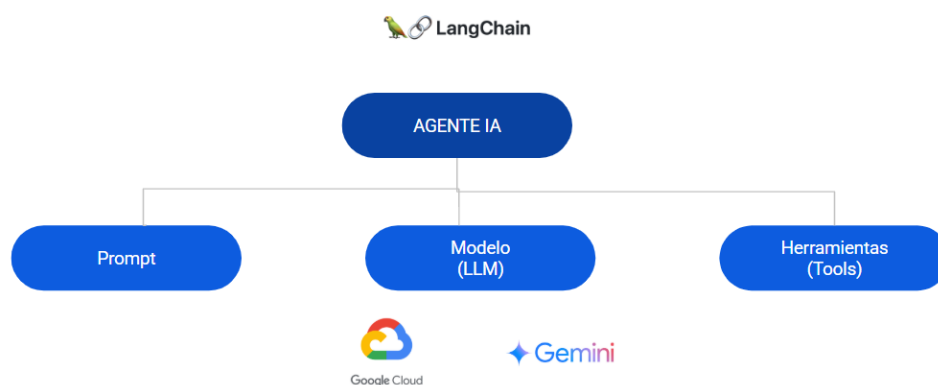 LangChain
AGENTE IA
Prompt
Modelo
(LLM)
Herramientas
(Tools)
Google Cloud
Gemini